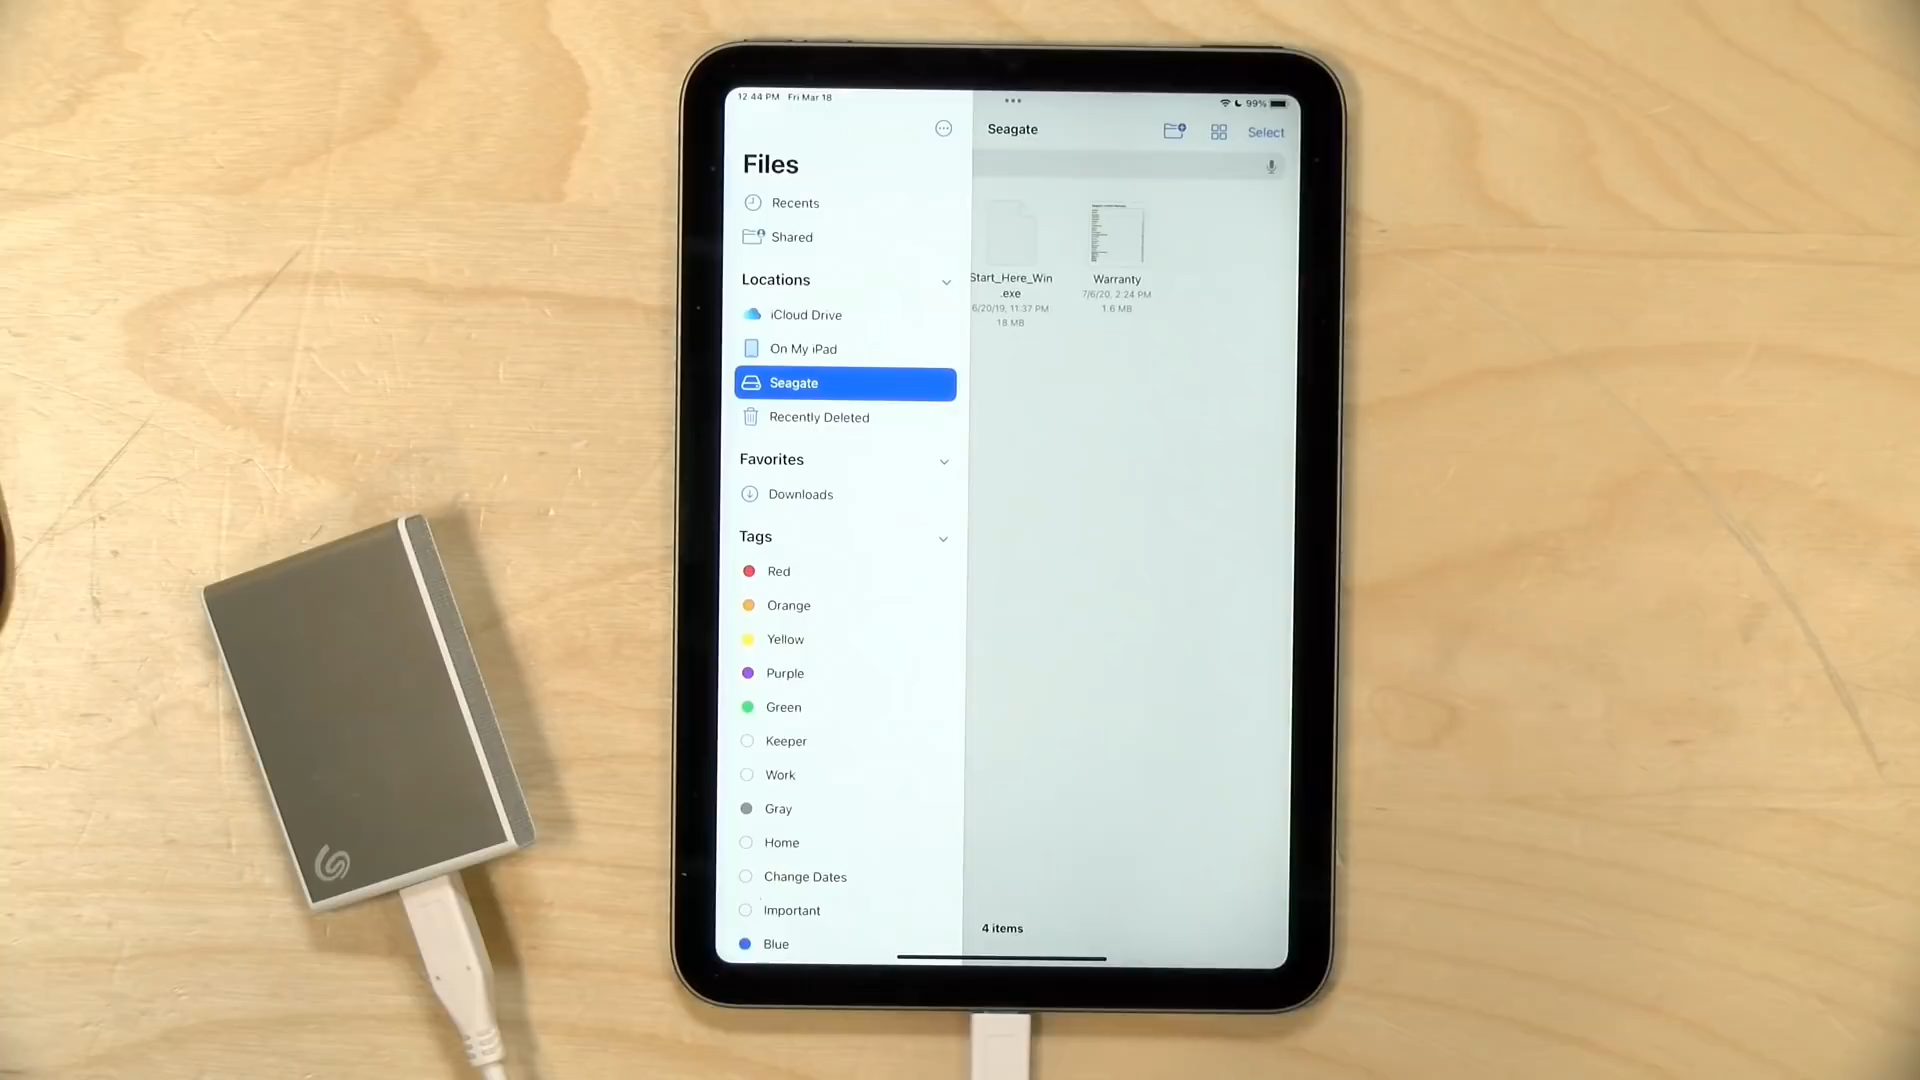 12:44 PM Fri Mar 18
99%
Files
Recents
Shared
Locations
iCloud Drive
On My iPad
Seagate
Recently Deleted
Favorites
Downloads
Tags
Red
Orange
Yellow
Purple
Green
Keeper
Work
Gray
Home
Change Dates
Important
Blue
Seagate
Select
Start_Here_Win
.exe
6/20/19, 11:37 PM
18 MB
Warranty
7/6/20, 2:24 PM
1.6 MB
4 items